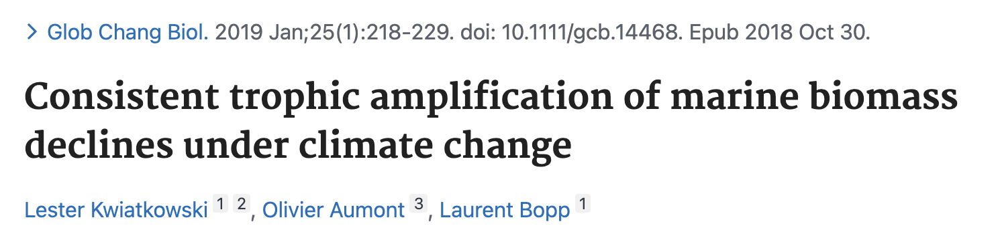 > Glob Chang Biol. 2019 Jan;25(1):218-229. doi: 10.1111/gcb.14468. Epub 2018 Oct 30.
Consistent trophic amplification of marine biomass
declines under climate change
Lester Kwiatkowski 1 2, Olivier Aumont 3, Laurent Bopp 1